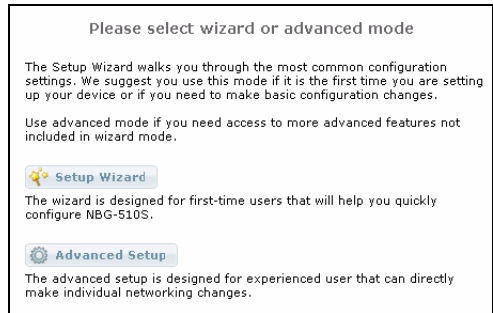 Please select wizard or advanced mode
The Setup Wizard walks you through the most common configuration
settings. We suggest you use this mode if it is the first time you are setting
up your device or if you need to make basic configuration changes.
Use advanced mode if you need access to more advanced features not
included in wizard mode.
Setup Wizard
The wizard is designed for first-time users that will help you quickly
configure NBG-510S.
Advanced Setup
The advanced setup is designed for experienced user that can directly
make individual networking changes.